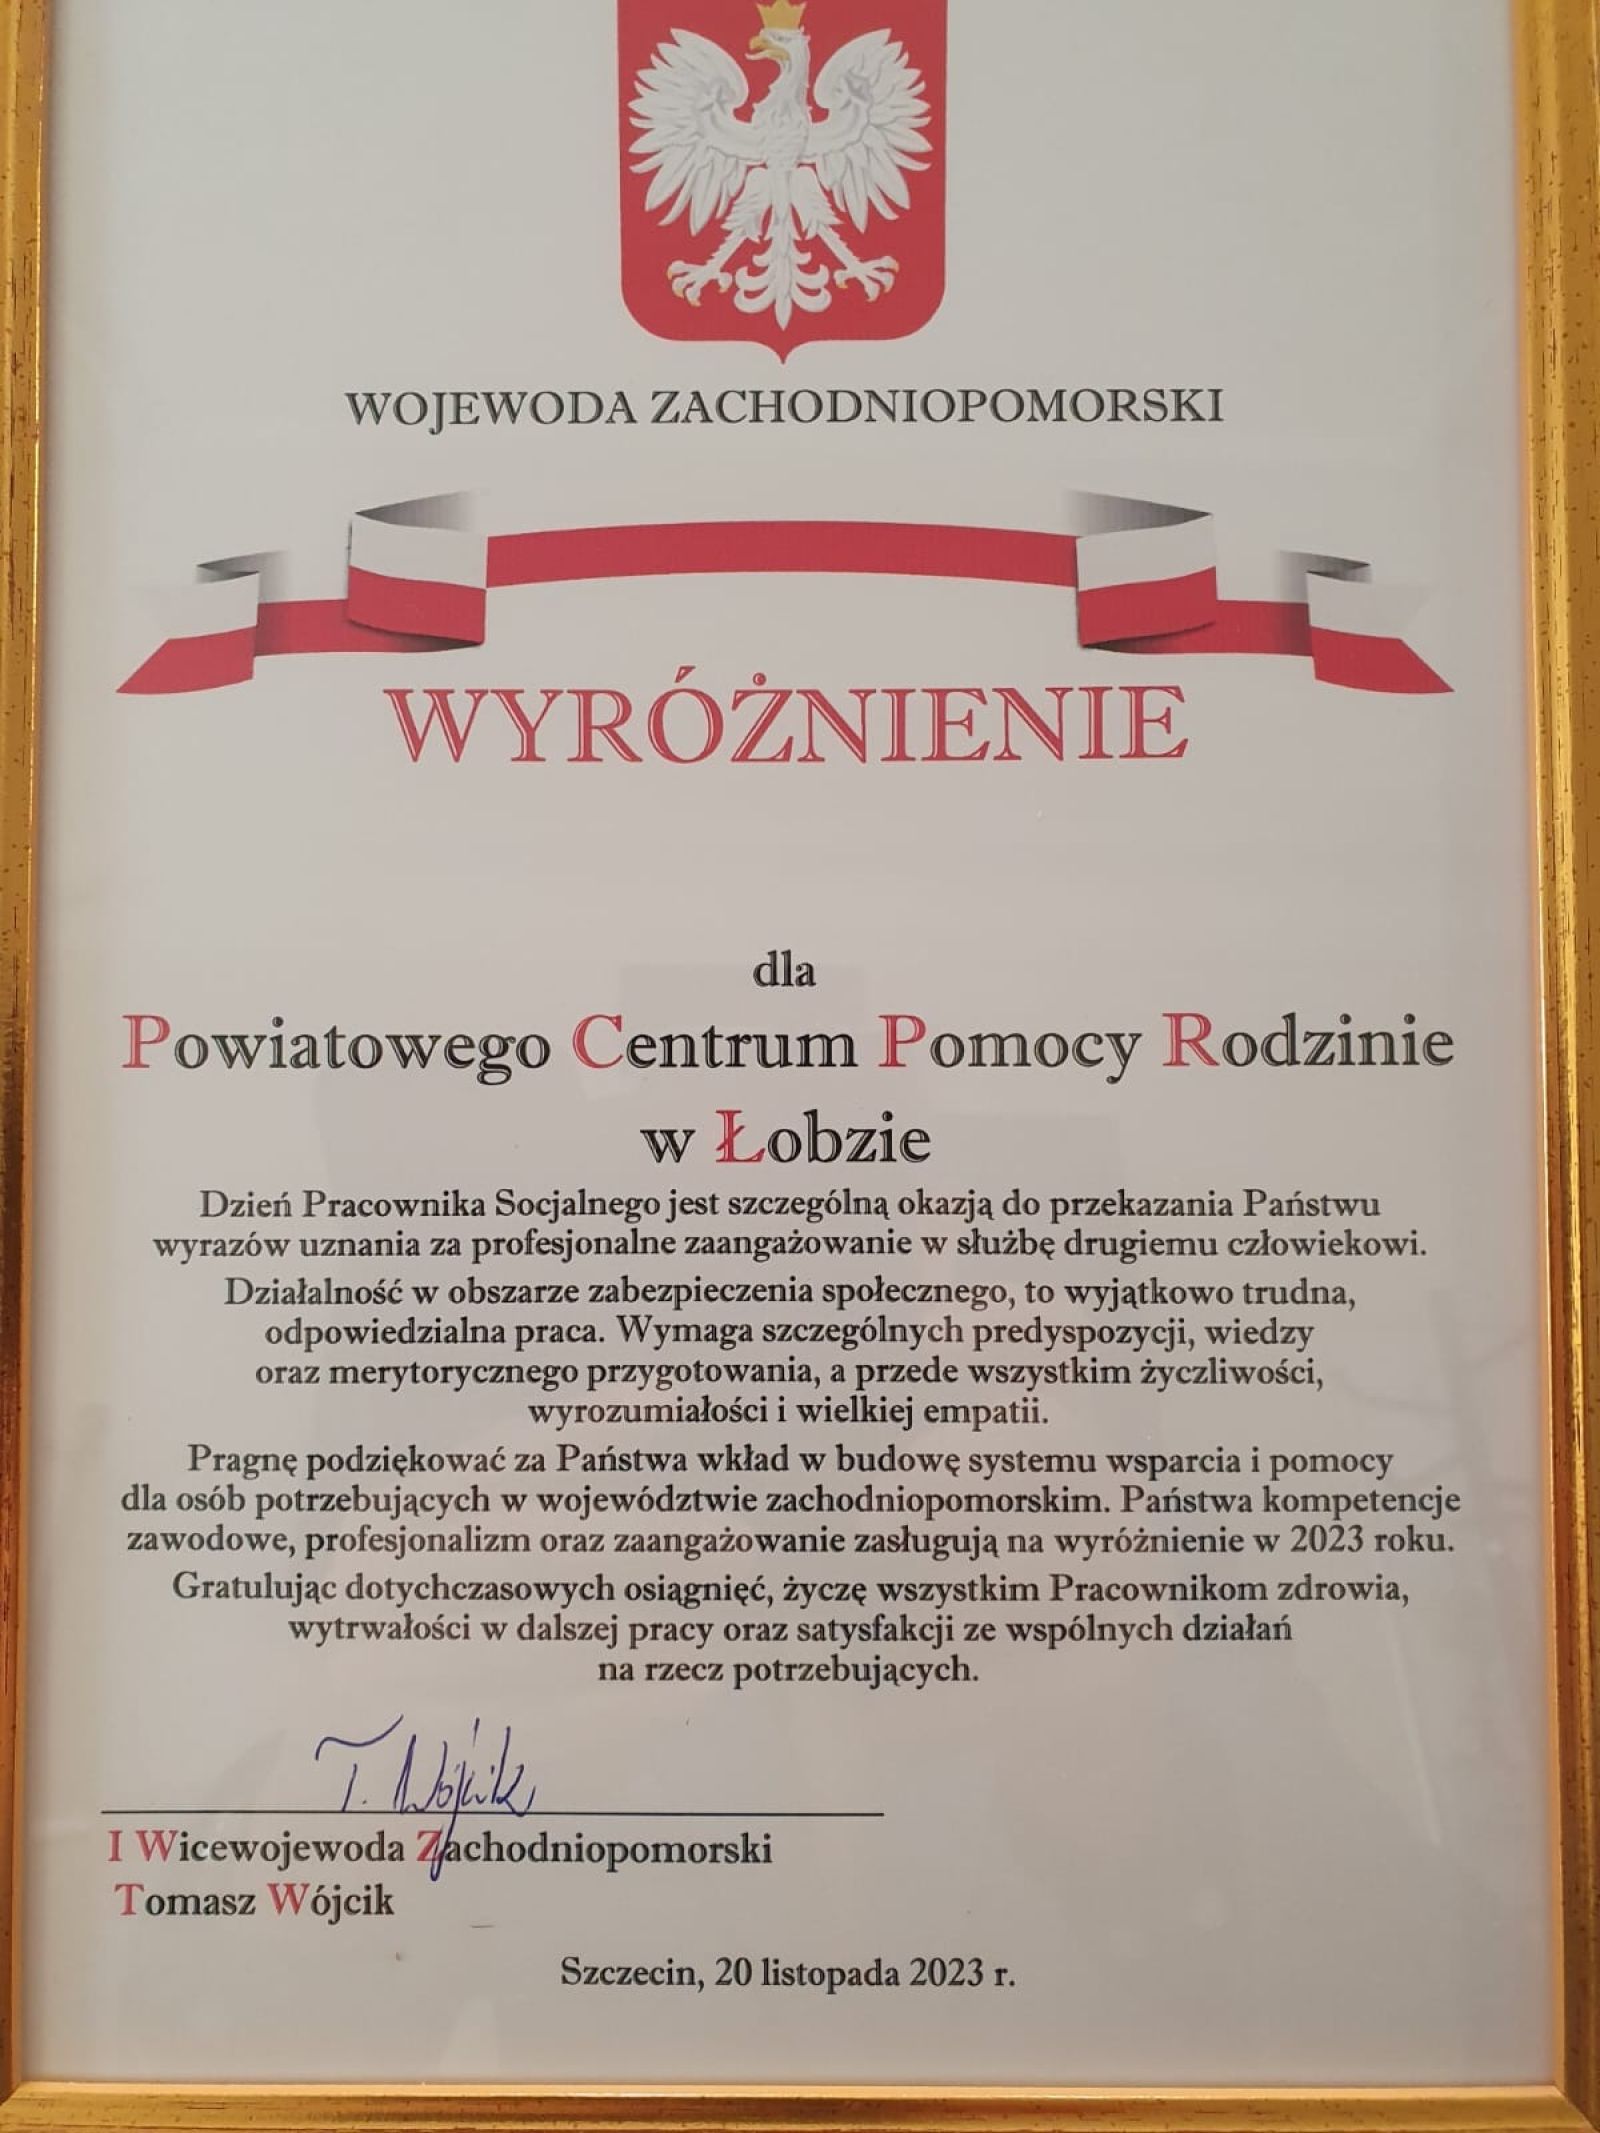 WOJEWODA ZACHODNIOPOMORSKI
WYRÓŻNIENIE
dla
Powiatowego Centrum Pomocy Rodzinie
w Łobzie
Dzień Pracownika Socjalnego jest szczególną okazją do przekazania Państwu
wyrazów uznania za profesjonalne zaangażowanie w służbę drugiemu człowiekowi.
Działalność w obszarze zabezpieczenia społecznego, to wyjątkowo trudna,
odpowiedzialna praca. Wymaga szczególnych predyspozycji, wiedzy
oraz merytorycznego przygotowania, a przede wszystkim życzliwości,
wyrozumiałości i wielkiej empatii.
Pragnę podziękować za Państwa wkład w budowę systemu wsparcia i pomocy
dla osób potrzebujących w województwie zachodniopomorskim. Państwa kompetencje
zawodowe, profesjonalizm oraz zaangażowanie zasługują na wyróżnienie w 2023 roku.
Gratulując dotychczasowych osiągnięć, życzę wszystkim Pracownikom zdrowia,
wytrwałości w dalszej pracy oraz satysfakcji ze wspólnych działań
na rzecz potrzebujących.
T. Wójcik
I Wicewojewoda Zachodniopomorski
Tomasz Wójcik
Szczecin, 20 listopada 2023 r.